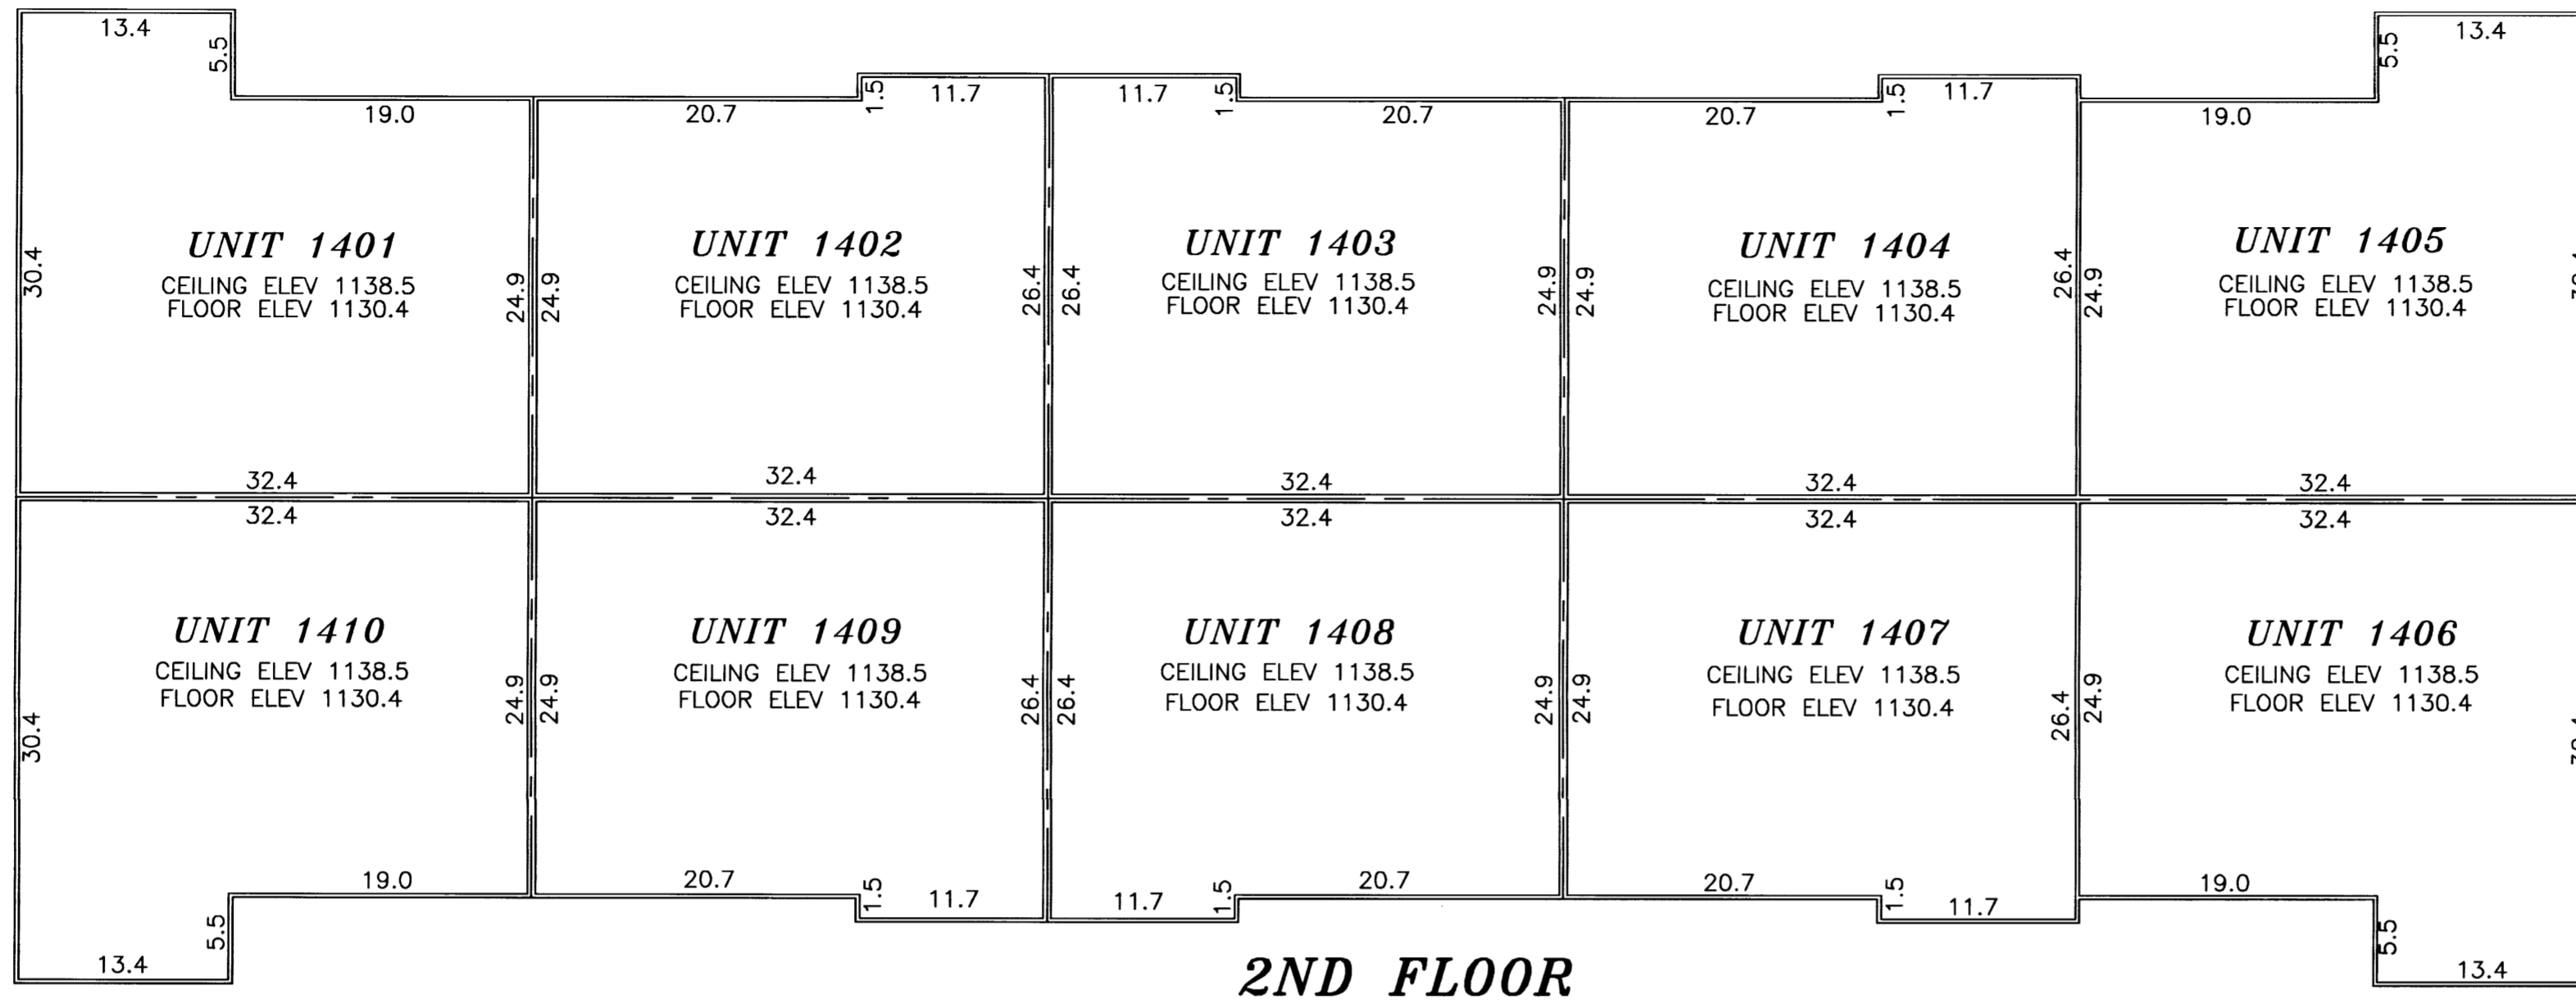 13.4
5.5
19.0
20.7
1.5
11.7
11.7
1.5
20.7
20.7
1.5
11.7
19.0
5.5
13.4
UNIT 1401
CEILING ELEV 1138.5
FLOOR ELEV 1130.4
30.4
24.9
32.4
UNIT 1402
CEILING ELEV 1138.5
FLOOR ELEV 1130.4
24.9
26.4
32.4
UNIT 1403
CEILING ELEV 1138.5
FLOOR ELEV 1130.4
26.4
24.9
32.4
UNIT 1404
CEILING ELEV 1138.5
FLOOR ELEV 1130.4
24.9
26.4
32.4
UNIT 1405
CEILING ELEV 1138.5
FLOOR ELEV 1130.4
24.9
32.4
32.4
UNIT 1410
CEILING ELEV 1138.5
FLOOR ELEV 1130.4
30.4
24.9
19.0
5.5
13.4
32.4
UNIT 1409
CEILING ELEV 1138.5
FLOOR ELEV 1130.4
24.9
26.4
20.7
1.5
11.7
32.4
UNIT 1408
CEILING ELEV 1138.5
FLOOR ELEV 1130.4
26.4
24.9
11.7
1.5
20.7
32.4
UNIT 1407
CEILING ELEV 1138.5
FLOOR ELEV 1130.4
24.9
26.4
20.7
1.5
11.7
32.4
UNIT 1406
CEILING ELEV 1138.5
FLOOR ELEV 1130.4
24.9
19.0
5.5
13.4
2ND FLOOR